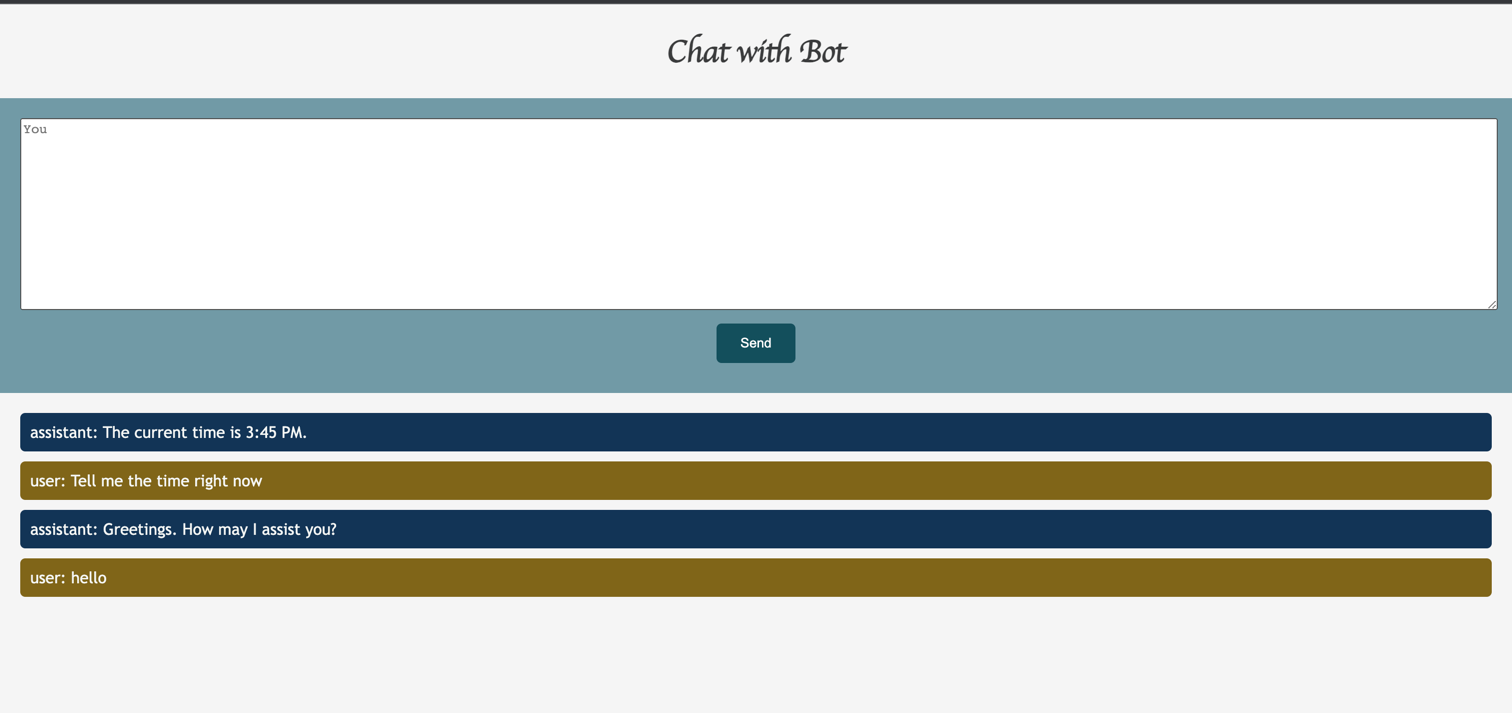 Chat with Bot
You
Send
assistant: The current time is 3:45 PM.
user: Tell me the time right now
assistant: Greetings. How may I assist you?
user: hello